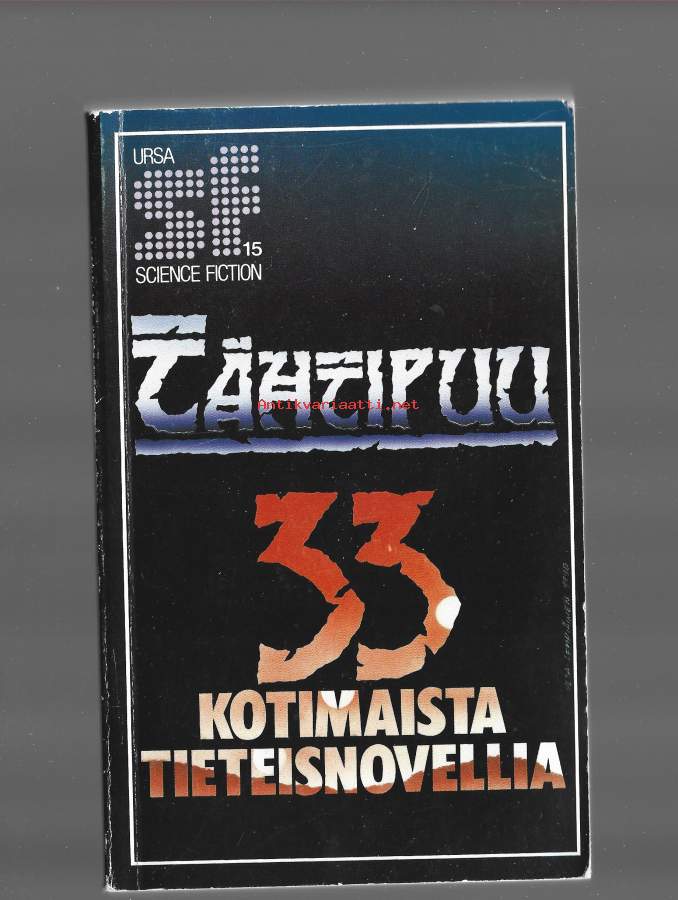 URSA
sf
15
SCIENCE FICTION
TÄHTIPUU
Antikvariaatti.net
33
KOTIMAISTA
TIETEISNOVELLIA